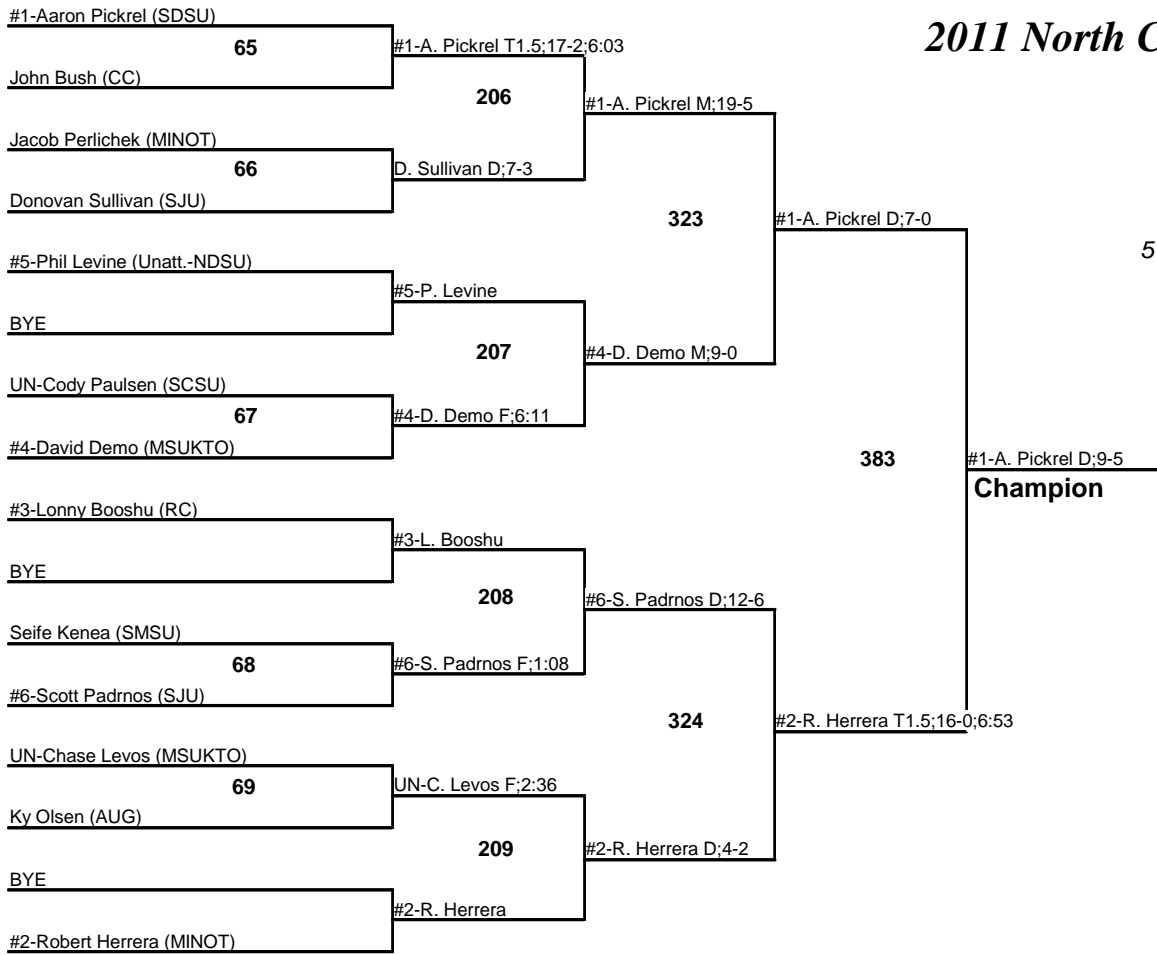 2011 North C
5
#1-Aaron Pickrel (SDSU)
65
John Bush (CC)
#1-A. Pickrel T1.5;17-2;6:03
206
Jacob Perlichek (MINOT)
66
Donovan Sullivan (SJU)
D. Sullivan D;7-3
#1-A. Pickrel M;19-5
323
#5-Phil Levine (Unatt.-NDSU)
BYE
#5-P. Levine
207
UN-Cody Paulsen (SCSU)
67
#4-David Demo (MSUKTO)
#4-D. Demo F;6:11
#4-D. Demo M;9-0
#1-A. Pickrel D;7-0
383
#3-Lonny Booshu (RC)
BYE
#3-L. Booshu
208
Seife Kenea (SMSU)
68
#6-Scott Padrnos (SJU)
#6-S. Padrnos F;1:08
#6-S. Padrnos D;12-6
324
UN-Chase Levos (MSUKTO)
69
Ky Olsen (AUG)
UN-C. Levos F;2:36
209
BYE
#2-Robert Herrera (MINOT)
#2-R. Herrera
#2-R. Herrera D;4-2
#2-R. Herrera T1.5;16-0;6:53
#1-A. Pickrel D;9-5
Champion